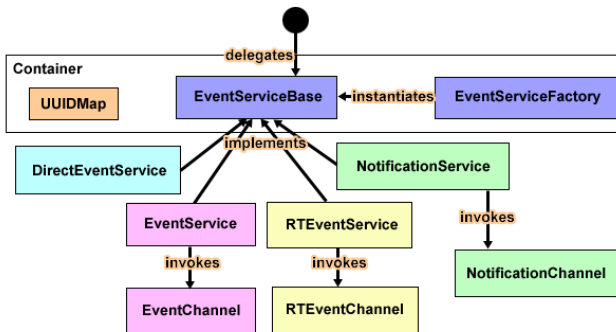 delegates
Container
UUIDMap
EventServiceBase
instantiates
EventServiceFactory
implements
DirectEventService
NotificationService
EventService
RTEventService
invokes
invokes
invokes
NotificationChannel
EventChannel
RTEventChannel